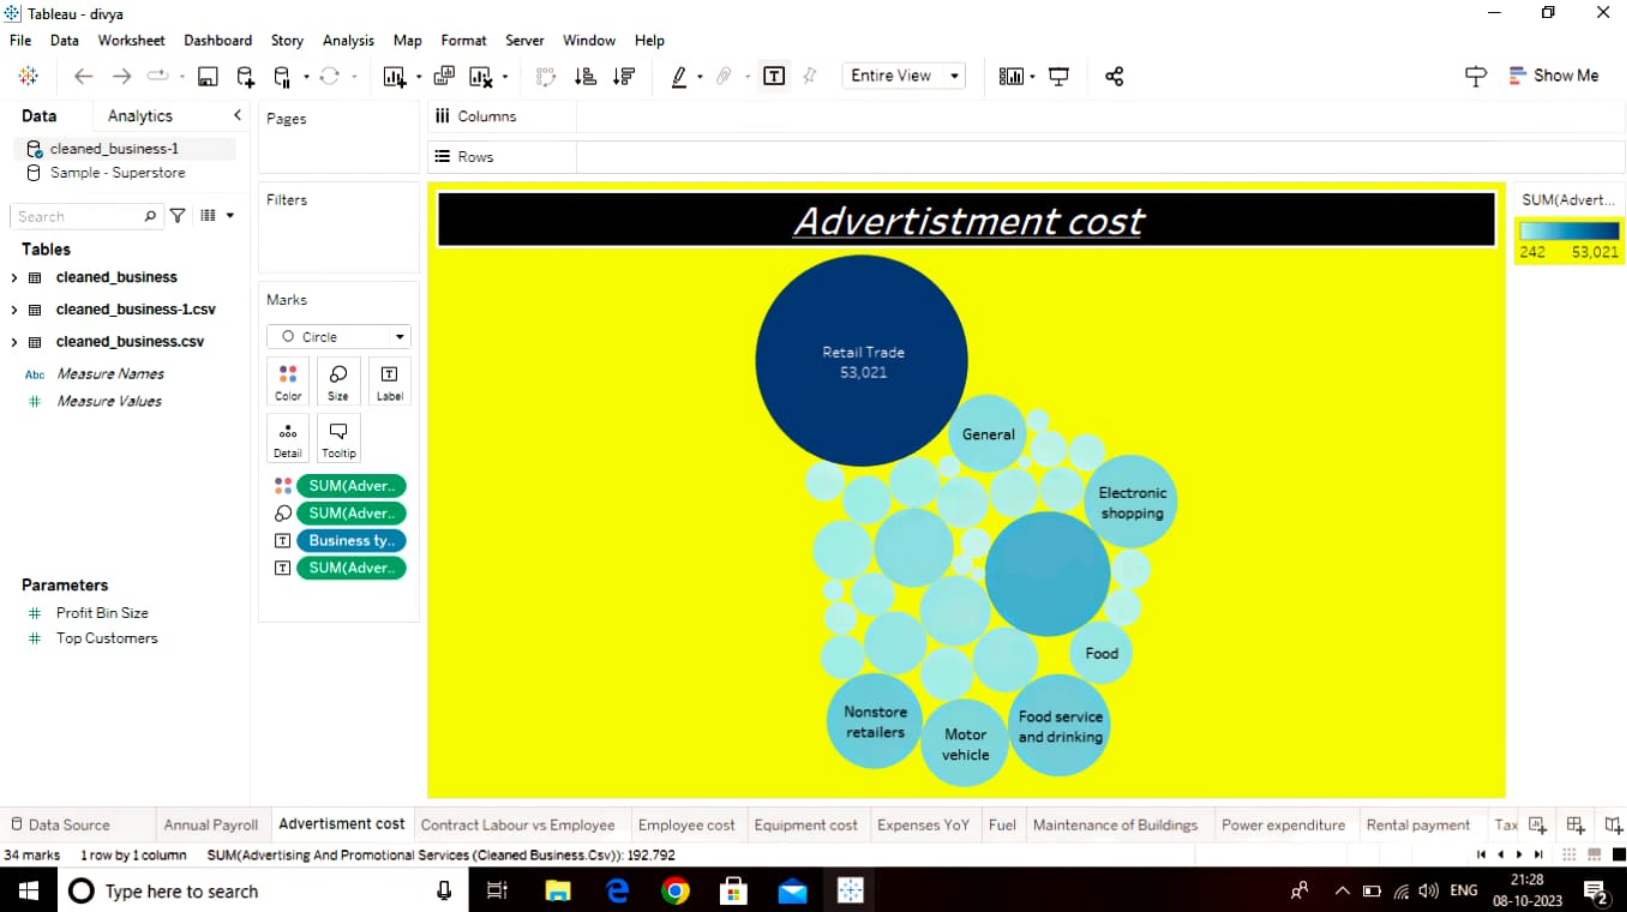 Tableau - divya
File Data Worksheet Dashboard Story Analysis Map Format Server Window Help
Entire View
Show Me
Data Analytics
cleaned_business-1
Sample - Superstore
Search
Tables
cleaned_business
cleaned_business-1.csv
cleaned_business.csv
Abc Measure Names
# Measure Values
Parameters
# Profit Bin Size
# Top Customers
Pages
Filters
Marks
Circle
Color Size Label
Detail Tooltip
SUM(Adver..
SUM(Adver..
Business ty..
SUM(Adver..
Columns
Rows
Advertistment cost
Retail Trade
53,021
General
Electronic
shopping
Food
Nonstore
retailers
Motor
vehicle
Food service
and drinking
SUM(Advert...
242 53,021
Data Source Annual Payroll Advertisment cost Contract Labour vs Employee Employee cost Equipment cost Expenses YoY Fuel Maintenance of Buildings Power expenditure Rental payment Tax
34 marks 1 row by 1 column SUM(Advertising And Promotional Services (Cleaned Business.Csv)): 192,792
Type here to search
ENG
21:28
08-10-2023
2